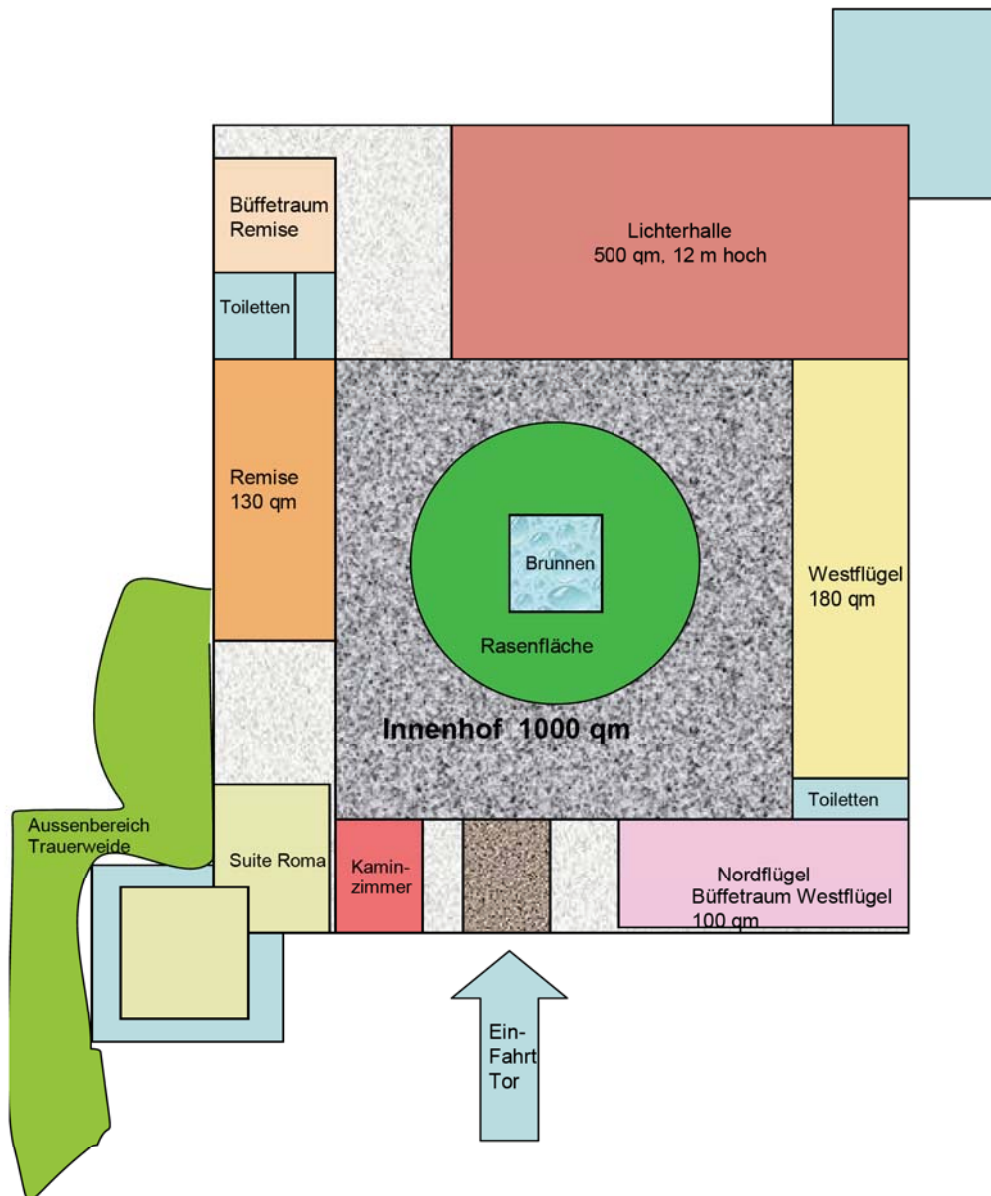 Büffetraum
Remise
Lichterhalle
500 qm, 12 m hoch
Toiletten
Remise
130 qm
Brunnen
Westflügel
180 qm
Rasenfläche
Innenhof 1000 qm
Toiletten
Aussenbereich
Trauerweide
Suite Roma
Kamin-
zimmer
Nordflügel
Büffetraum Westflügel
100 qm
Ein-
Fahrt
Tor